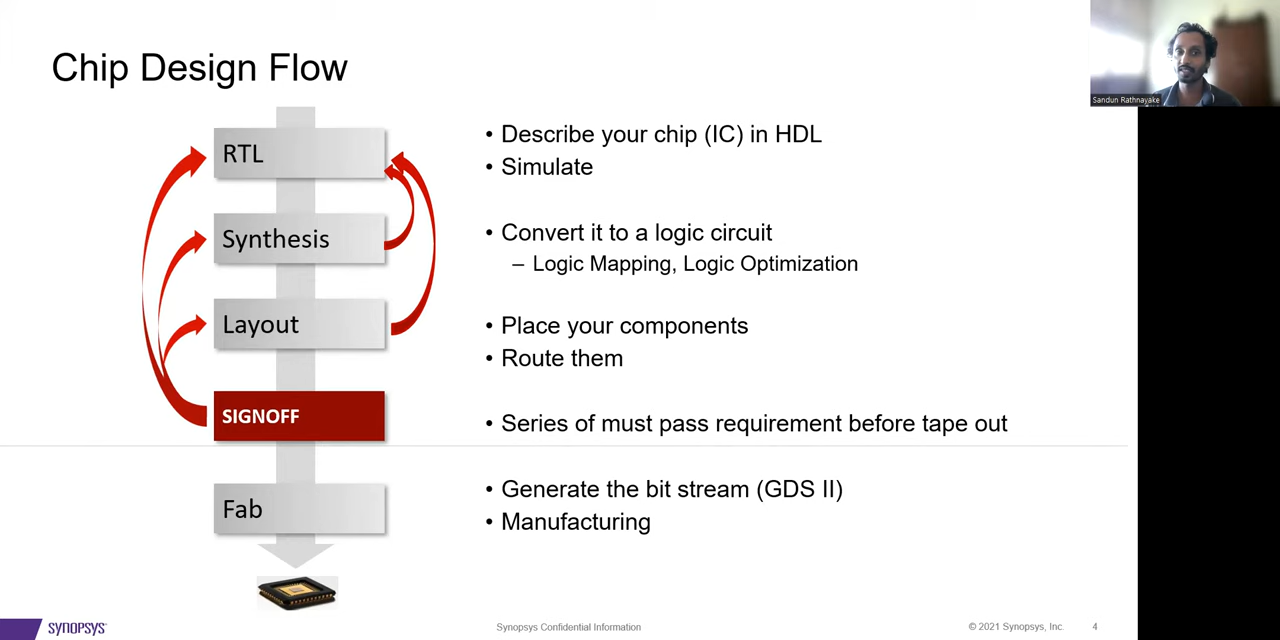 Chip Design Flow
Sandun Rathnayake
RTL
• Describe your chip (IC) in HDL
• Simulate
Synthesis
• Convert it to a logic circuit
– Logic Mapping, Logic Optimization
Layout
• Place your components
• Route them
SIGNOFF
• Series of must pass requirement before tape out
Fab
• Generate the bit stream (GDS II)
• Manufacturing
SYNOPSYS®
Synopsys Confidential Information
© 2021 Synopsys, Inc.
4